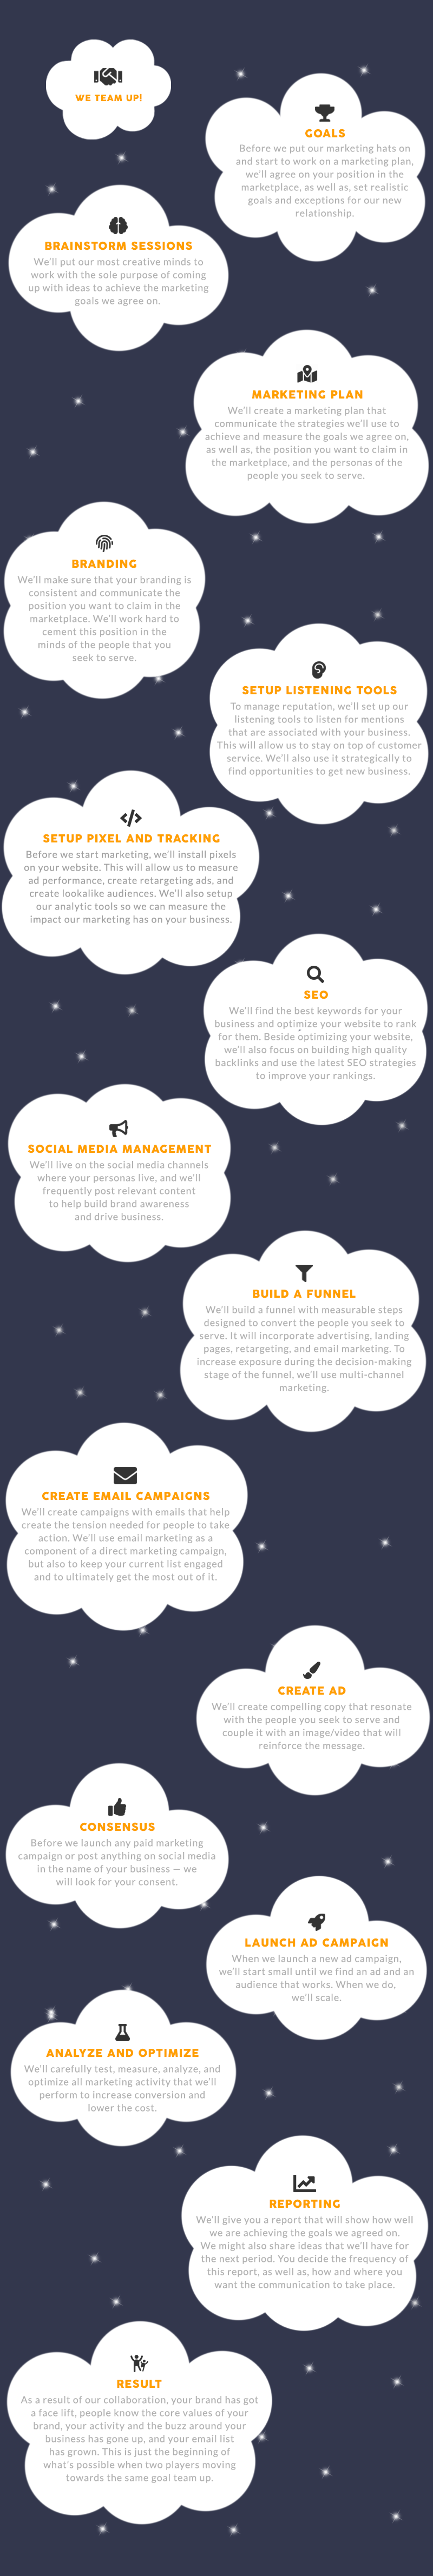 WE TEAM UP!
GOALS
Before we put our marketing hats on
and start to work on a marketing plan,
we'll agree on your position in the
marketplace, as well as, set realistic
goals and exceptions for our new
relationship.
BRAINSTORM SESSIONS
We'll put our most creative minds to
work with the sole purpose of coming
up with ideas to achieve the marketing
goals we agree on.
MARKETING PLAN
We'll create a marketing plan that
communicate the strategies we'll use to
achieve and measure the goals we agree on,
as well as, the position you want to claim in
the marketplace, and the personas of the
people you seek to serve.
BRANDING
We'll make sure that your branding is
consistent and communicate the
position you want to claim in the
marketplace. We'll work hard to
cement this position in the
minds of the people that you
seek to serve.
SETUP LISTENING TOOLS
To manage reputation, we'll set up our
listening tools to listen for mentions
that are associated with your business.
This will allow us to stay on top of customer
service. We'll also use it strategically to
find opportunities to get new business.
SETUP PIXEL AND TRACKING
Before we start marketing, we'll install pixels
on your website. This will allow us to measure
ad performance, create retargeting ads, and
create lookalike audiences. We'll also setup
our analytic tools so we can measure the
impact our marketing has on your business.
SEO
We'll find the best keywords for your
business and optimize your website to rank
for them. Beside optimizing your website,
we'll also focus on building high quality
backlinks and use the latest SEO strategies
to improve your rankings.
SOCIAL MEDIA MANAGEMENT
We'll live on the social media channels
where your personas live, and we'll
frequently post relevant content
to help build brand awareness
and drive business.
BUILD A FUNNEL
We'll build a funnel with measurable steps
designed to convert the people you seek to
serve. It will incorporate advertising, landing
pages, retargeting, and email marketing. To
increase exposure during the decision-making
stage of the funnel, we'll use multi-channel
marketing.
CREATE EMAIL CAMPAIGNS
We'll create campaigns with emails that help
create the tension needed for people to take
action. We'll use email marketing as a
component of a direct marketing campaign,
but also to keep your current list engaged
and to ultimately get the most out of it.
CREATE AD
We'll create compelling copy that resonate
with the people you seek to serve and
couple it with an image/video that will
reinforce the message.
CONSENSUS
Before we launch any paid marketing
campaign or post anything on social media
in the name of your business — we
will look for your consent.
LAUNCH AD CAMPAIGN
When we launch a new ad campaign,
we'll start small until we find an ad and an
audience that works. When we do,
we'll scale.
ANALYZE AND OPTIMIZE
We'll carefully test, measure, analyze, and
optimize all marketing activity that we'll
perform to increase conversion and
lower the cost.
REPORTING
We'll give you a report that will show how well
we are achieving the goals we agreed on.
We might also share ideas that we'll have for
the next period. You decide the frequency of
this report, as well as, how and where you
want the communication to take place.
RESULT
As a result of our collaboration, your brand has got
a face lift, people know the core values of your
brand, your activity and the buzz around your
business has gone up, and your email list
has grown. This is just the beginning of
what's possible when two players moving
towards the same goal team up.